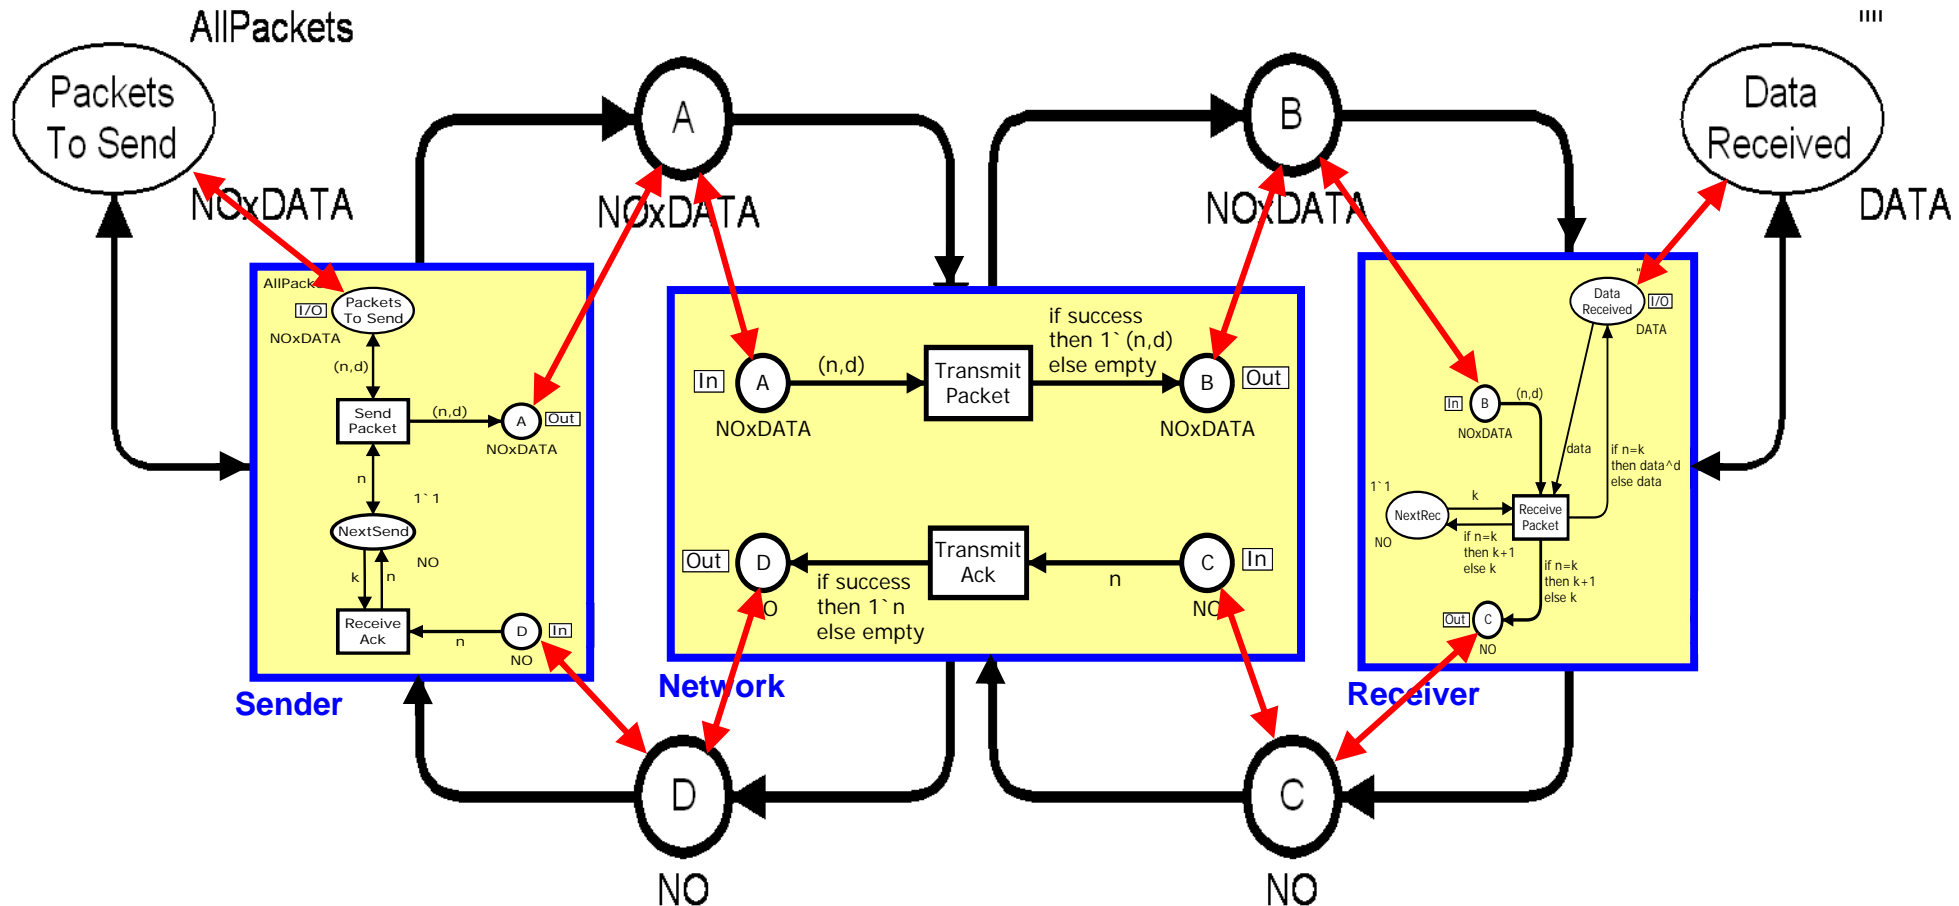 AllPackets
""
Packets
To Send
NOxDATA
A
NOxDATA
B
NOxDATA
Data
Received
DATA
I/O
Packets
To Send
NOxDATA
(n,d)
Send
Packet
(n,d)
A
Out
NOxDATA
n
1`1
NextSend
NO
k
n
Receive
Ack
n
D
In
NO
Sender
In
A
NOxDATA
(n,d)
Transmit
Packet
if success
then 1`(n,d)
else empty
B
Out
NOxDATA
Out
D
if success
then 1`n
else empty
Transmit
Ack
n
C
In
NO
Network
Data
Received
I/O
DATA
In
B
(n,d)
NOxDATA
data
if n=k
then data^d
else data
1`1
NextRec
NO
k
Receive
Packet
if n=k
then k+1
else k
if n=k
then k+1
else k
Out
C
NO
Receiver
D
NO
C
NO